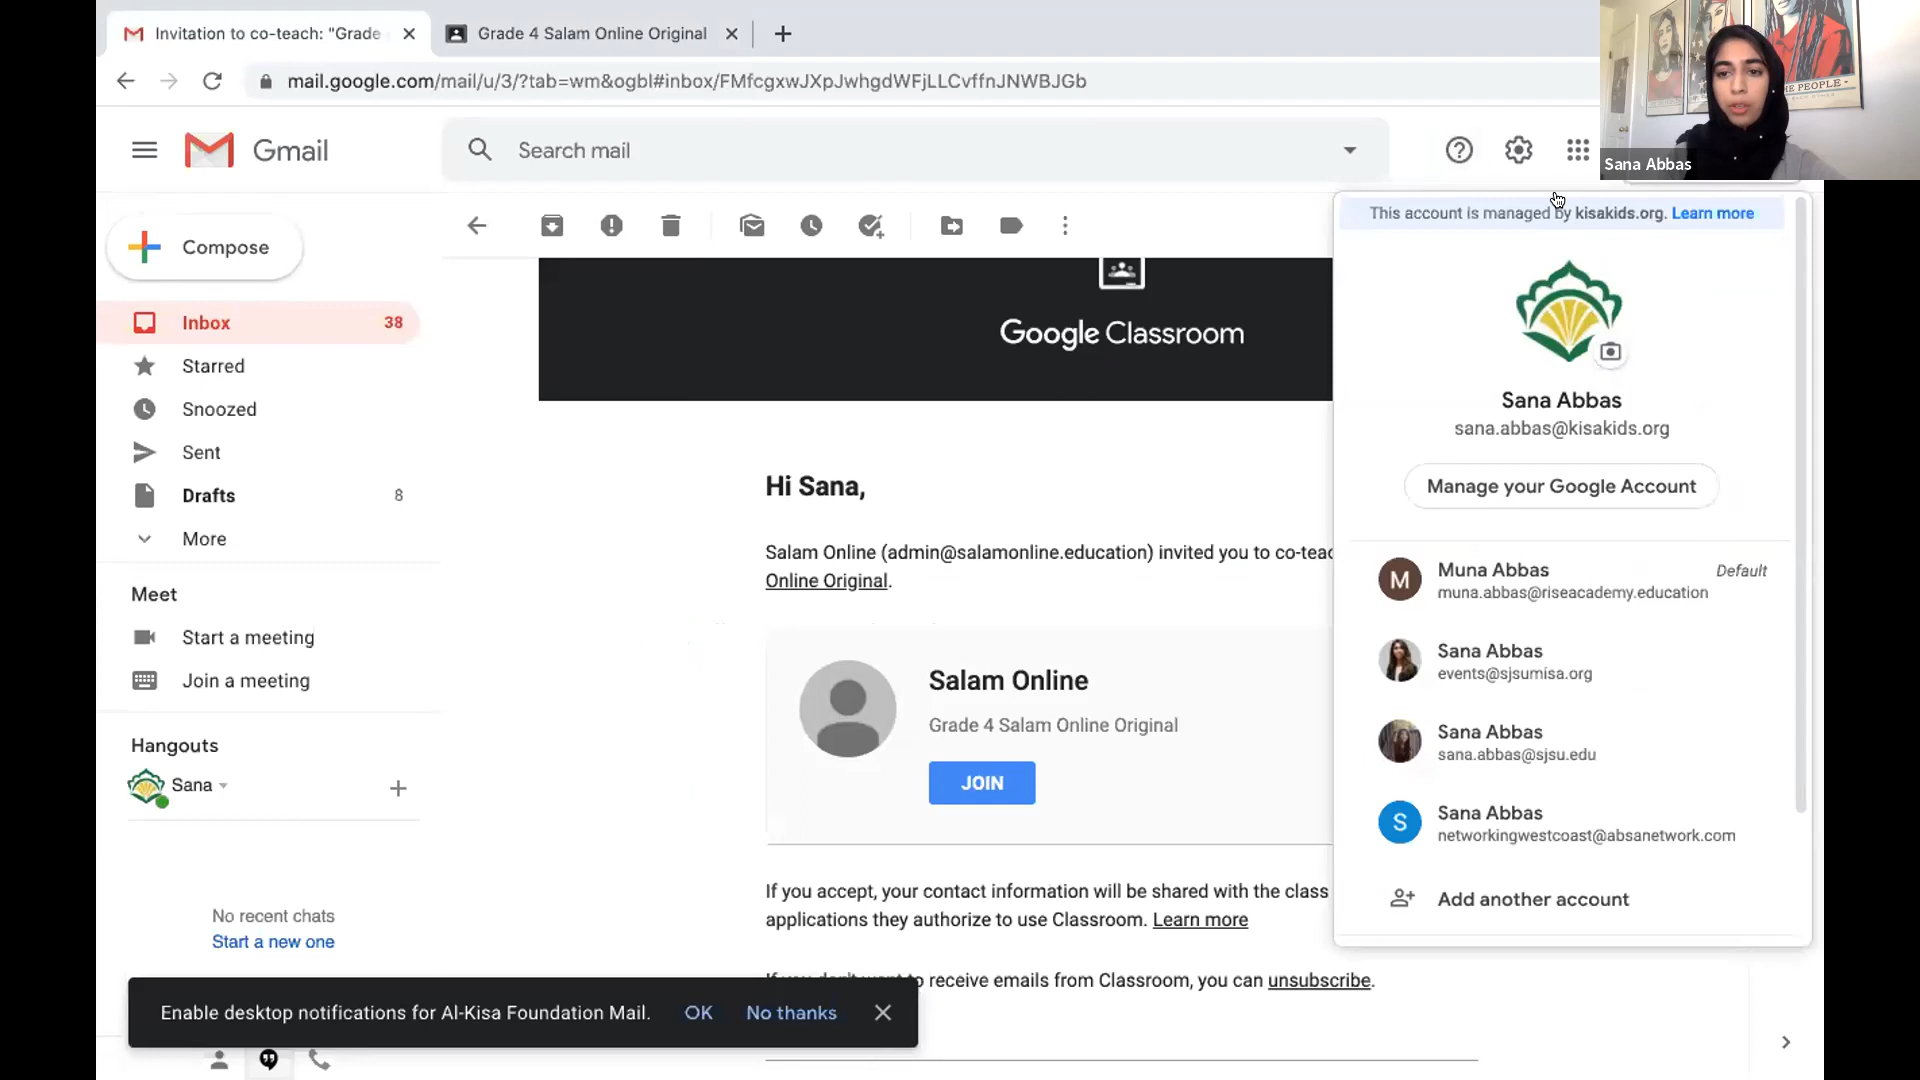 Invitation to co-teach: "Grade
Grade 4 Salam Online Original
mail.google.com/mail/u/3/?tab=wm&ogbl#inbox/FMfcgxwJXpJwhgdWFjLLCvffnJNWBJGb
THE PEOPLE
Sana Abbas
Gmail
Search mail
Compose
Inbox 38
Starred
Snoozed
Sent
Drafts 8
More
Meet
Start a meeting
Join a meeting
Hangouts
Sana
No recent chats
Start a new one
Google Classroom
Hi Sana,
Salam Online (admin@salamonline.education) invited you to co-teac
Online Original.
Salam Online
Grade 4 Salam Online Original
JOIN
If you accept, your contact information will be shared with the class
applications they authorize to use Classroom. Learn more
If you don't want to receive emails from Classroom, you can unsubscribe.
This account is managed by kisakids.org. Learn more
Sana Abbas
sana.abbas@kisakids.org
Manage your Google Account
M
Muna Abbas Default
muna.abbas@riseacademy.education
Sana Abbas
events@sjsumisa.org
Sana Abbas
sana.abbas@sjsu.edu
S
Sana Abbas
networkingwestcoast@absanetwork.com
Add another account
Enable desktop notifications for Al-Kisa Foundation Mail. OK No thanks